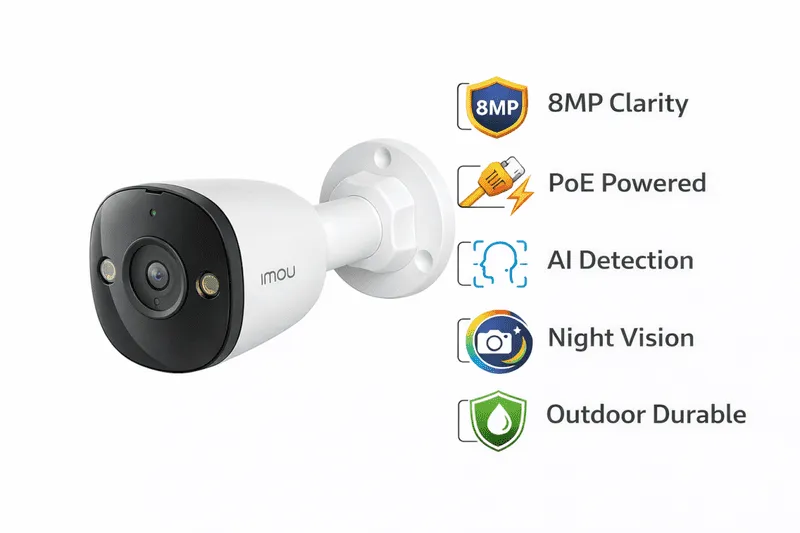 imou
8MP
8MP Clarity
PoE Powered
AI Detection
Night Vision
Outdoor Durable